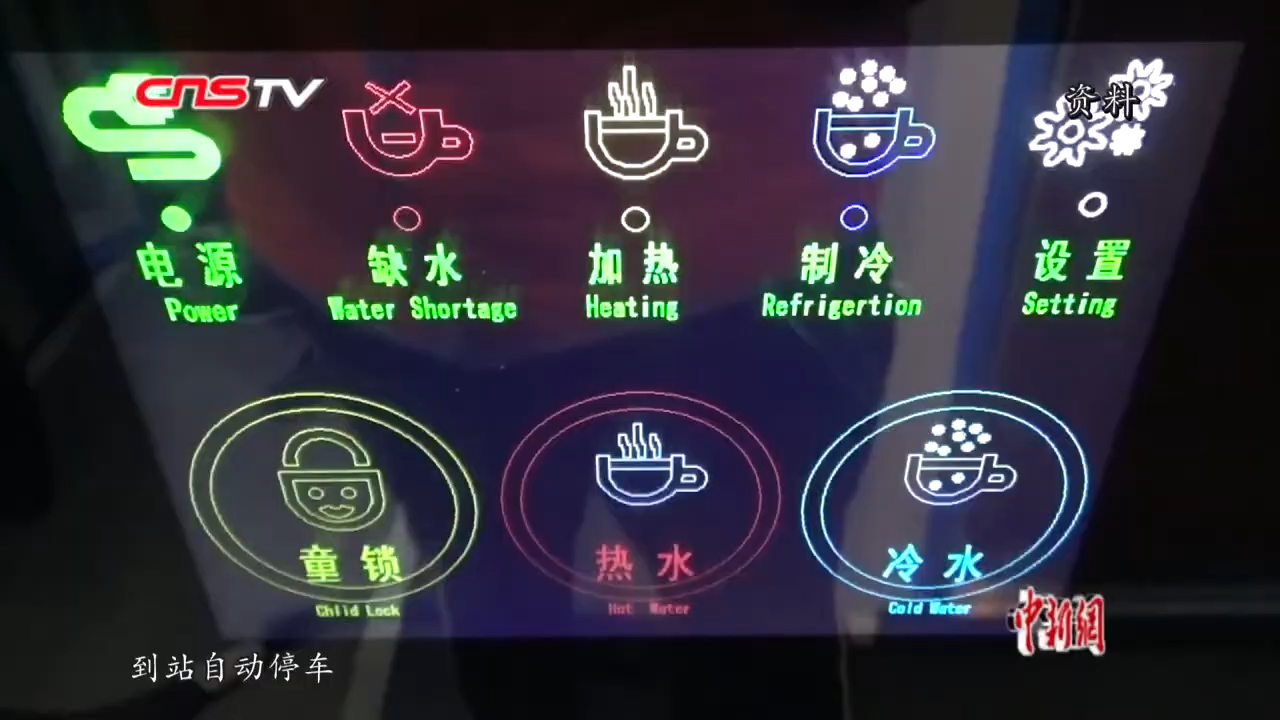 CNSTV
资料
电源
Power
缺水
Water Shortage
加热
Heating
制冷
Refrigertion
设置
Setting
童锁
Chlid Lock
热水
Hot Water
冷水
Cold Water
中新網
到站自动停车